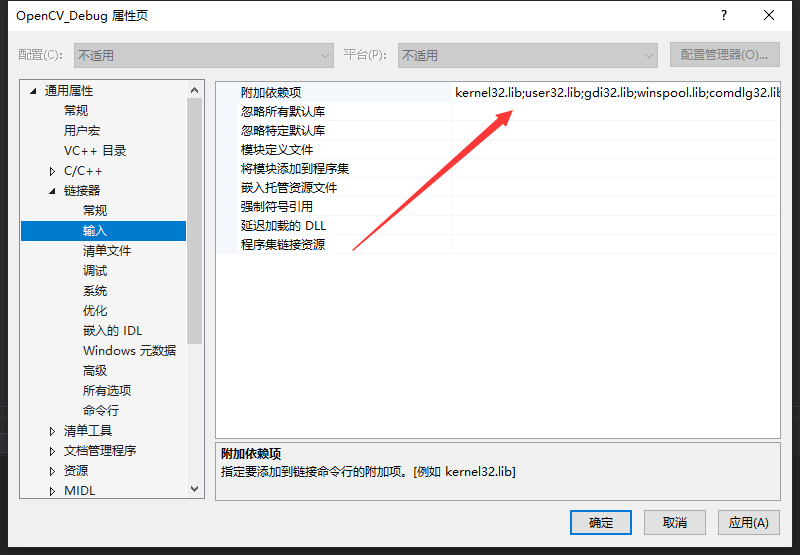 OpenCV_Debug 属性页
配置(C): 不适用 平台(P): 不适用 配置管理器(O)...
通用属性
常规
用户宏
VC++ 目录
C/C++
链接器
常规
输入
清单文件
调试
系统
优化
嵌入的 IDL
Windows 元数据
高级
所有选项
命令行
清单工具
文档管理程序
资源
MIDL
附加依赖项 kernel32.lib;user32.lib;gdi32.lib;winspool.lib;comdlg32.lib
忽略所有默认库
忽略特定默认库
模块定义文件
将模块添加到程序集
嵌入托管资源文件
强制符号引用
延迟加载的 DLL
程序集链接资源
附加依赖项
指定要添加到链接命令行的附加项。[例如 kernel32.lib]
确定 取消 应用(A)